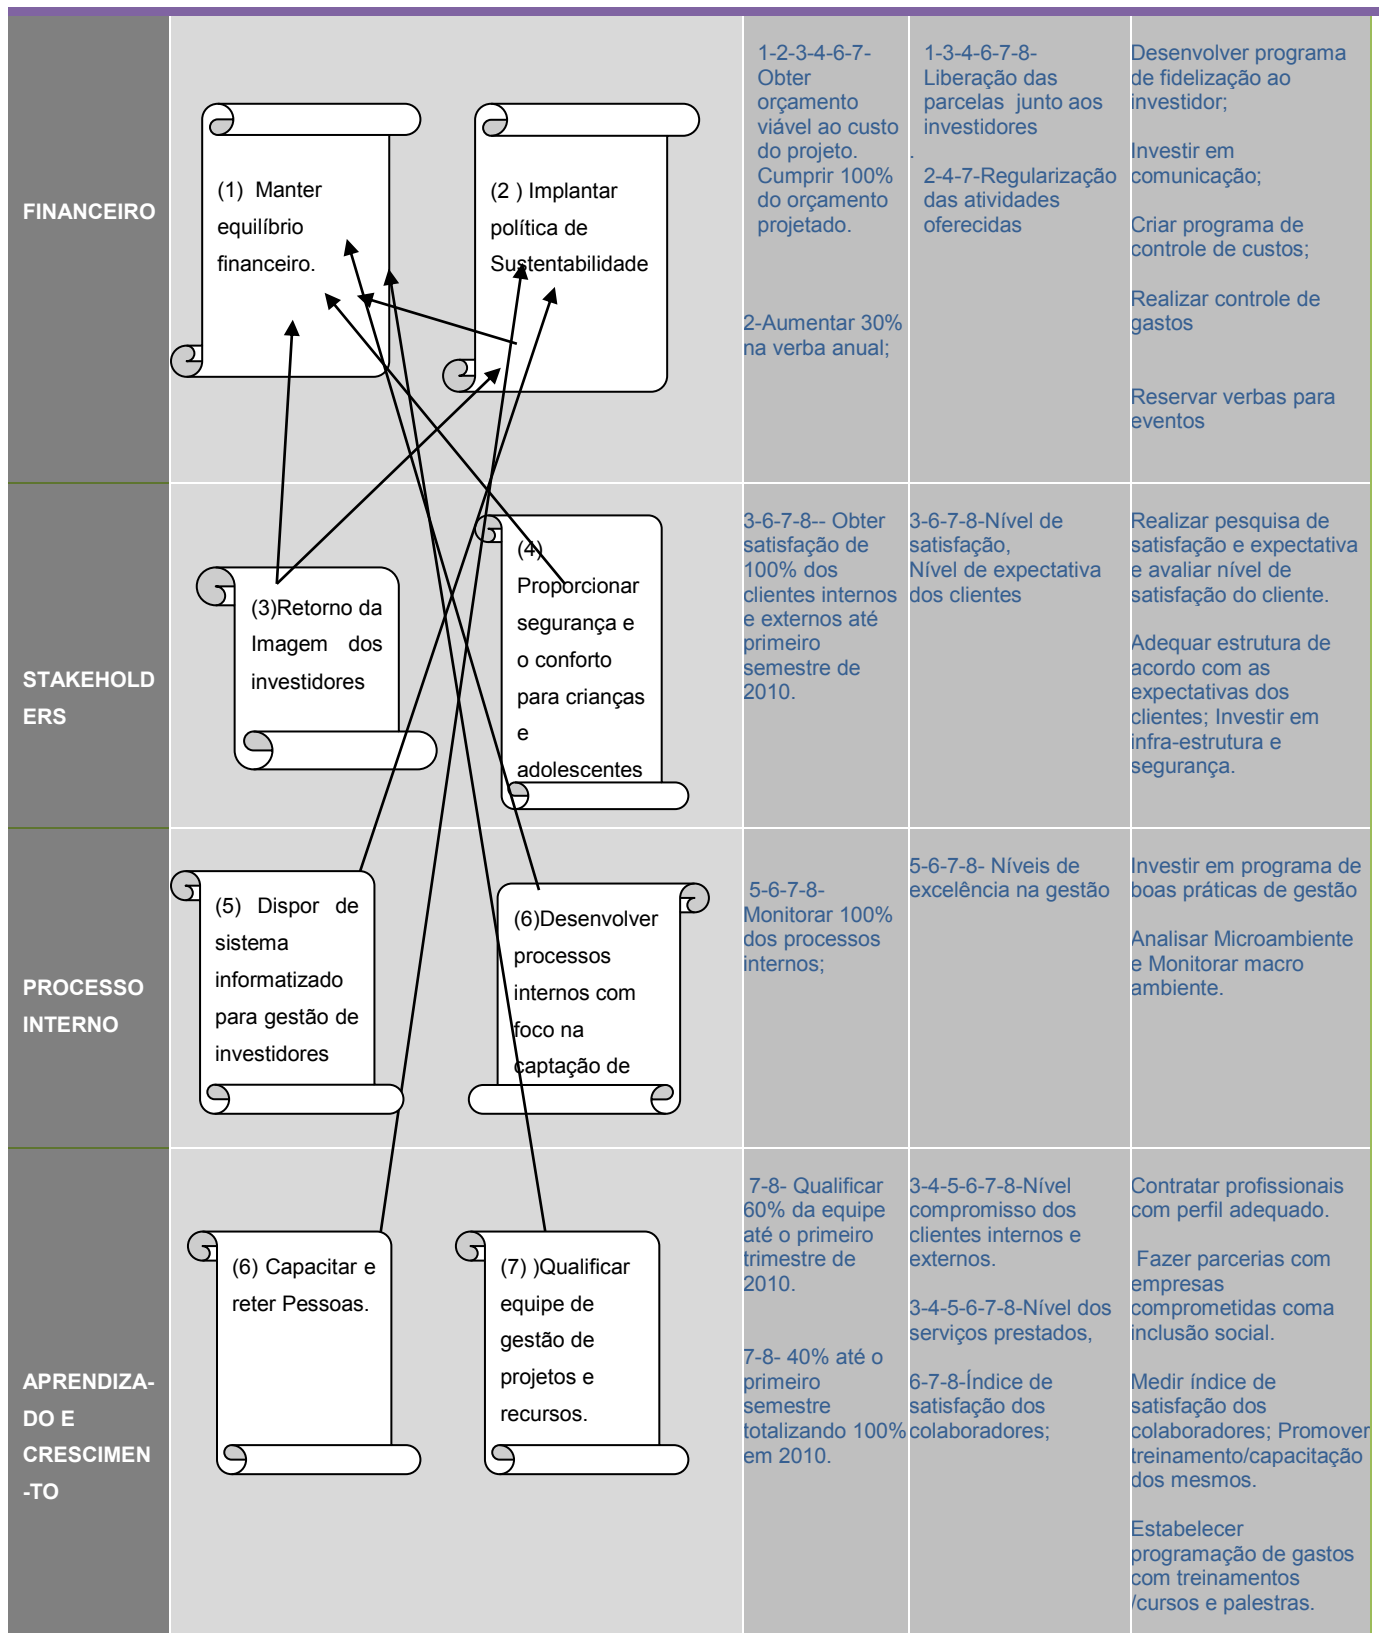 FINANCEIRO
(1) Manter
equilíbrio
financeiro.
(2 ) Implantar
política de
Sustentabilidade
1-2-3-4-6-7-
Obter
orçamento
viável ao custo
do projeto.
Cumprir 100%
do orçamento
projetado.
2-Aumentar 30%
na verba anual;
1-3-4-6-7-8-
Liberação das
parcelas junto aos
investidores
.
2-4-7-Regularização
das atividades
oferecidas
Desenvolver programa
de fidelização ao
investidor;
Investir em
comunicação;
Criar programa de
controle de custos;
Realizar controle de
gastos
Reservar verbas para
eventos
STAKEHOLD
ERS
(3)Retorno da
Imagem dos
investidores
(4)
Proporcionar
segurança e
o conforto
para crianças
e
adolescentes
3-6-7-8-- Obter
satisfação de
100% dos
clientes internos
e externos até
primeiro
semestre de
2010.
3-6-7-8-Nível de
satisfação,
Nível de expectativa
dos clientes
Realizar pesquisa de
satisfação e expectativa
e avaliar nível de
satisfação do cliente.
Adequar estrutura de
acordo com as
expectativas dos
clientes; Investir em
infra-estrutura e
segurança.
PROCESSO
INTERNO
(5) Dispor de
sistema
informatizado
para gestão de
investidores
(6)Desenvolver
processos
internos com
foco na
captação de
5-6-7-8-
Monitorar 100%
dos processos
internos;
5-6-7-8- Níveis de
excelência na gestão
Investir em programa de
boas práticas de gestão
Analisar Microambiente
e Monitorar macro
ambiente.
APRENDIZA-
DO E
CRESCIMEN
-TO
(6) Capacitar e
reter Pessoas.
(7) )Qualificar
equipe de
gestão de
projetos e
recursos.
7-8- Qualificar
60% da equipe
até o primeiro
trimestre de
2010.
7-8- 40% até o
primeiro
semestre
totalizando 100%
em 2010.
3-4-5-6-7-8-Nível
compromisso dos
clientes internos e
externos.
3-4-5-6-7-8-Nível dos
serviços prestados,
6-7-8-Índice de
satisfação dos
colaboradores;
Contratar profissionais
com perfil adequado.
Fazer parcerias com
empresas
comprometidas coma
inclusão social.
Medir índice de
satisfação dos
colaboradores; Promover
treinamento/capacitação
dos mesmos.
Estabelecer
programação de gastos
com treinamentos
/cursos e palestras.